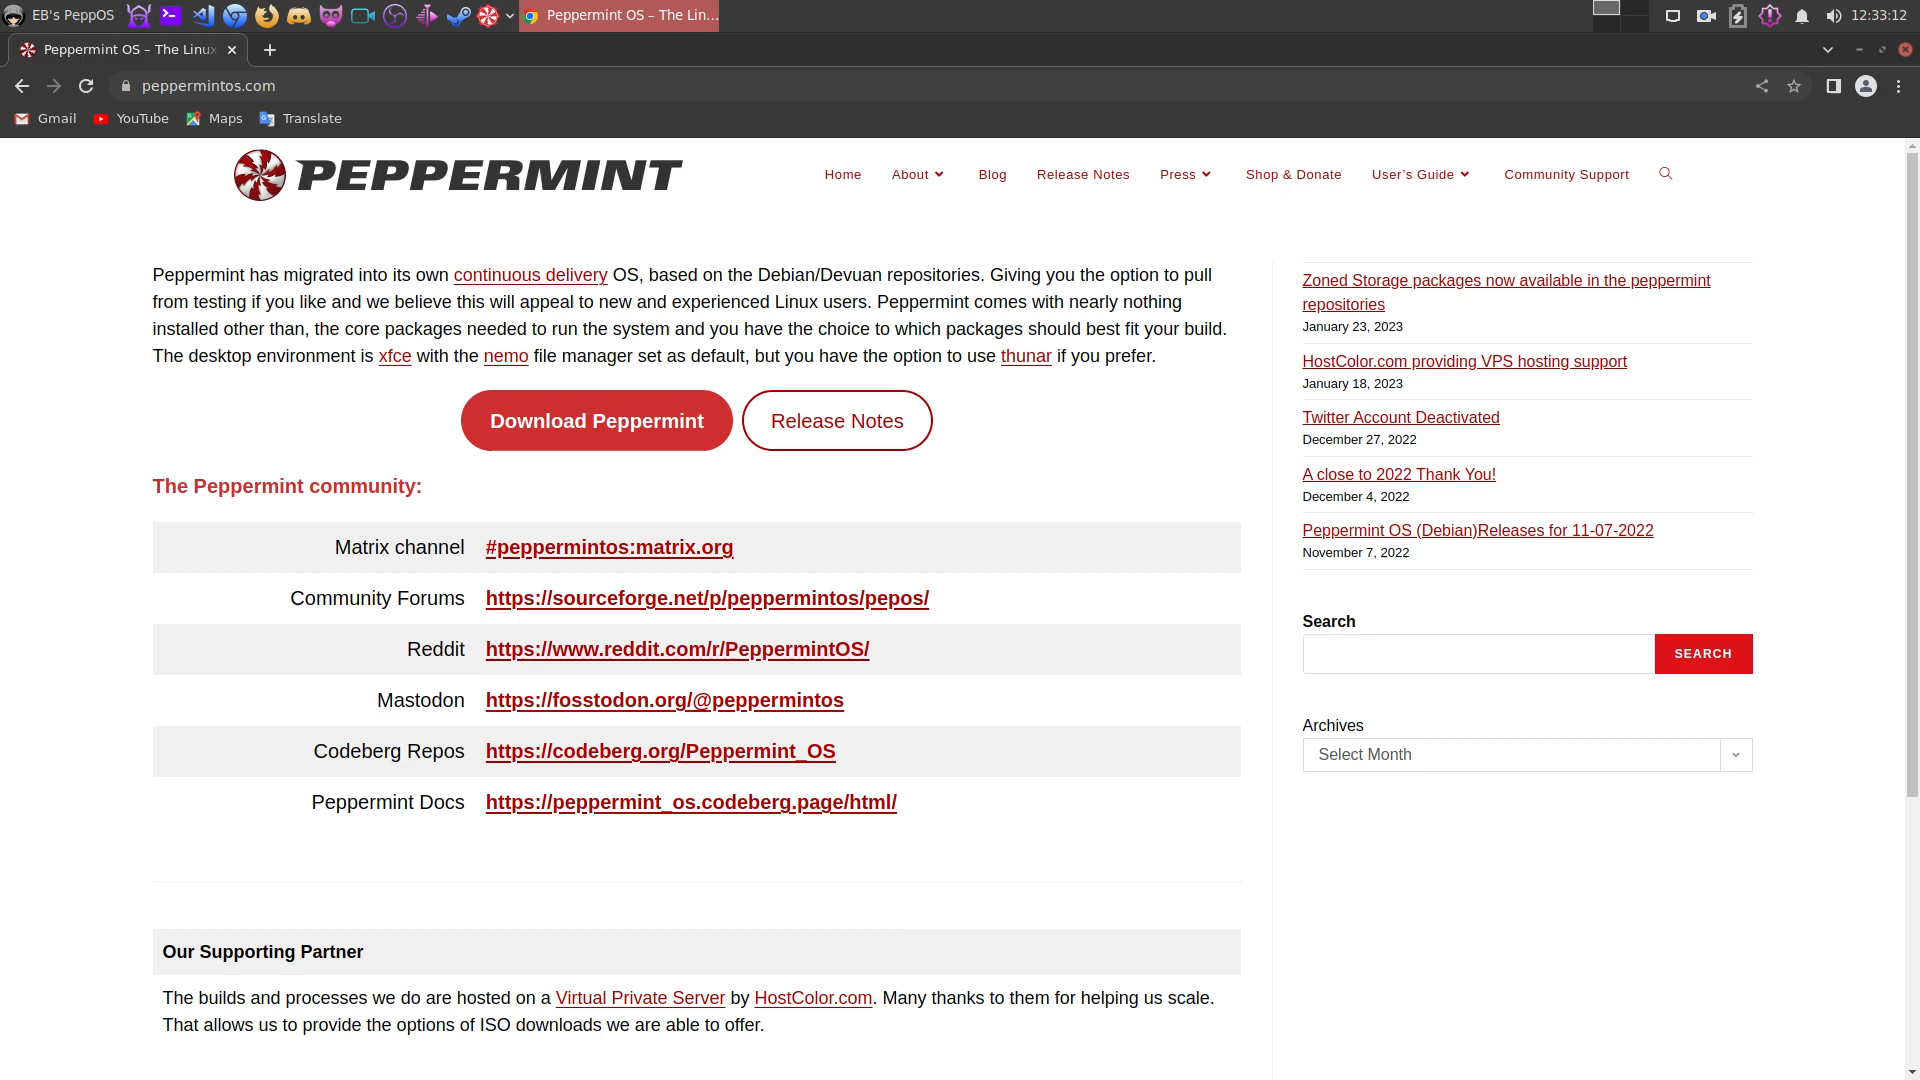 EB's PeppOS
Peppermint OS – The Lin...
12:33:12
Peppermint OS – The Linux
peppermintos.com
Gmail
YouTube
Maps
Translate
PEPPERMINT
Home
About
Blog
Release Notes
Press
Shop & Donate
User’s Guide
Community Support
Peppermint has migrated into its own continuous delivery OS, based on the Debian/Devuan repositories. Giving you the option to pull
from testing if you like and we believe this will appeal to new and experienced Linux users. Peppermint comes with nearly nothing
installed other than, the core packages needed to run the system and you have the choice to which packages should best fit your build.
The desktop environment is xfce with the nemo file manager set as default, but you have the option to use thunar if you prefer.
Download Peppermint
Release Notes
The Peppermint community:
Matrix channel #peppermintos:matrix.org
Community Forums https://sourceforge.net/p/peppermintos/pepos/
Reddit https://www.reddit.com/r/PeppermintOS/
Mastodon https://fosstodon.org/@peppermintos
Codeberg Repos https://codeberg.org/Peppermint_OS
Peppermint Docs https://peppermint_os.codeberg.page/html/
Our Supporting Partner
The builds and processes we do are hosted on a Virtual Private Server by HostColor.com. Many thanks to them for helping us scale.
That allows us to provide the options of ISO downloads we are able to offer.
Zoned Storage packages now available in the peppermint
repositories
January 23, 2023
HostColor.com providing VPS hosting support
January 18, 2023
Twitter Account Deactivated
December 27, 2022
A close to 2022 Thank You!
December 4, 2022
Peppermint OS (Debian)Releases for 11-07-2022
November 7, 2022
Search
SEARCH
Archives
Select Month